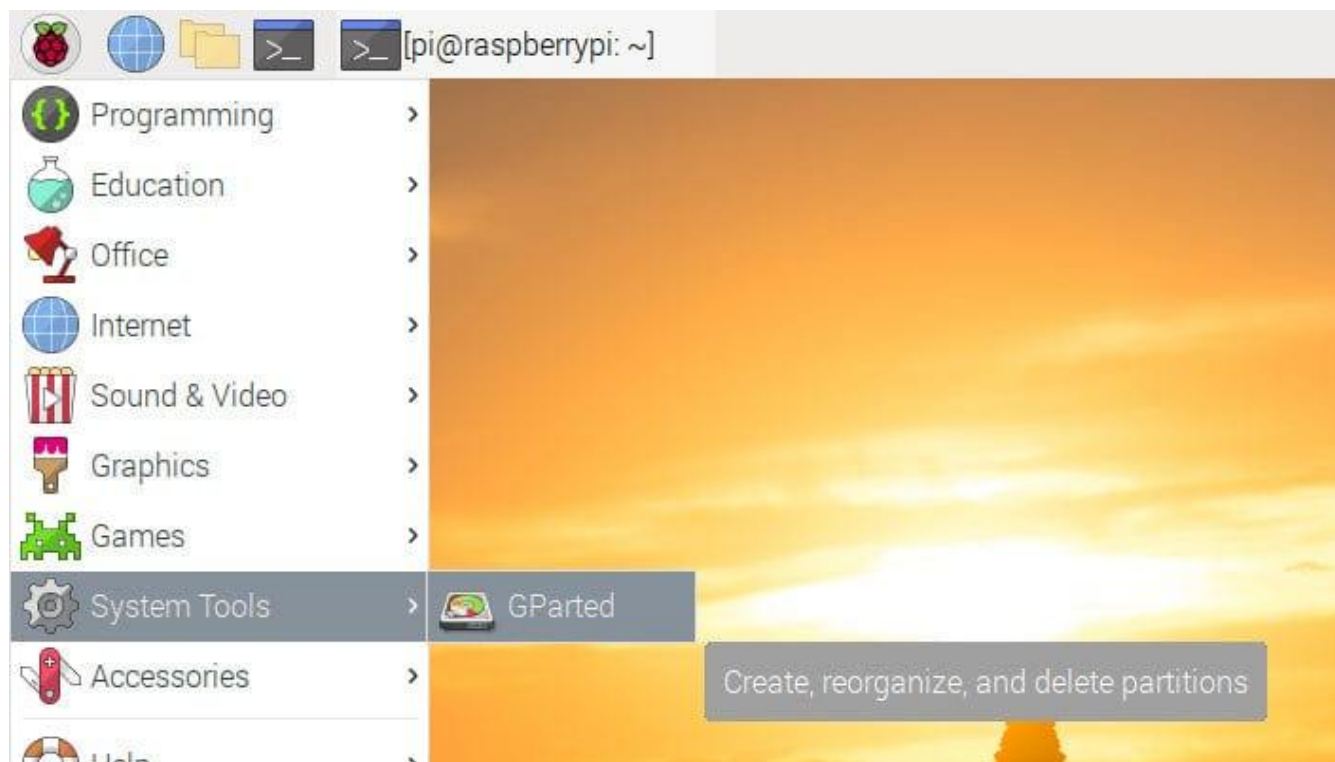 [pi@raspberrypi: ~]
Programming
Education
Office
Internet
Sound & Video
Graphics
Games
System Tools
GParted
Create, reorganize, and delete partitions
Accessories
Help